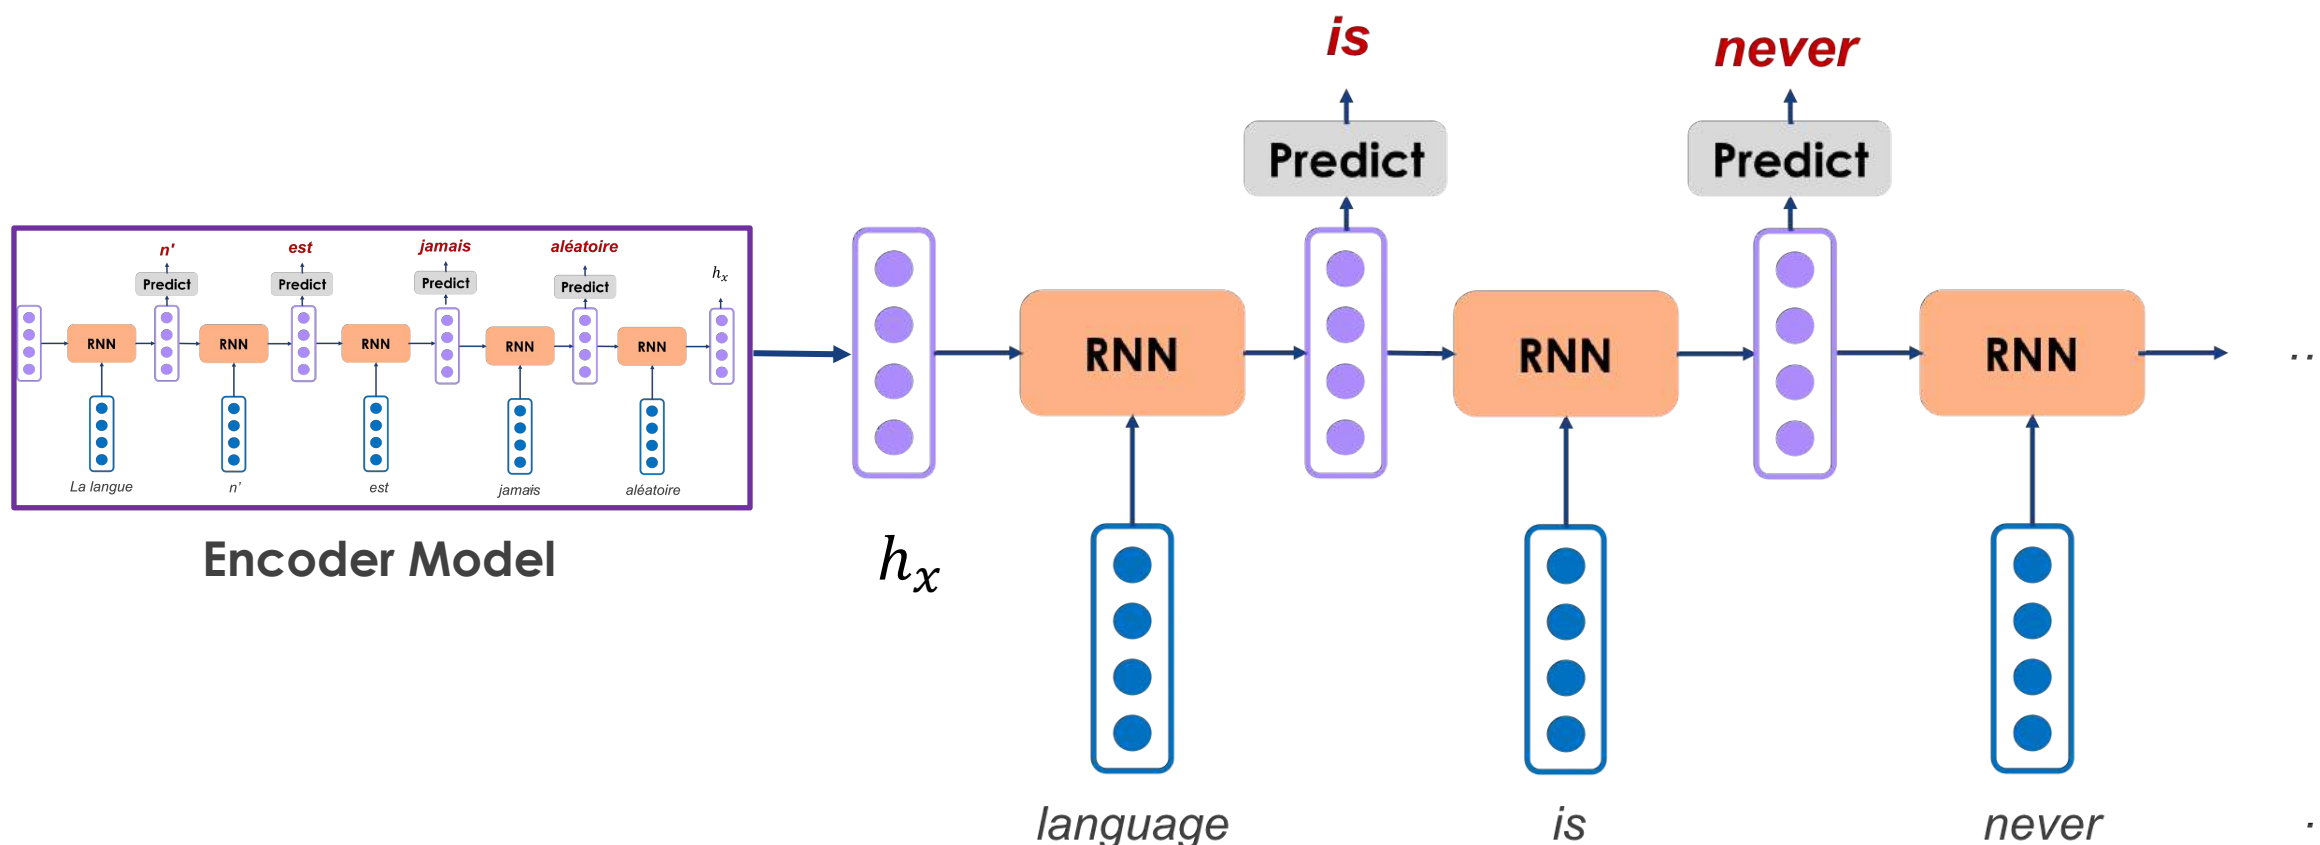 is
never
Predict
Predict
n'
est
jamais
aléatoire
h_x
Predict
Predict
Predict
Predict
RNN
RNN
RNN
RNN
RNN
RNN
RNN
RNN
. .
La langue
n'
est
jamais
aléatoire
Encoder Model
h_x
language
is
never
.